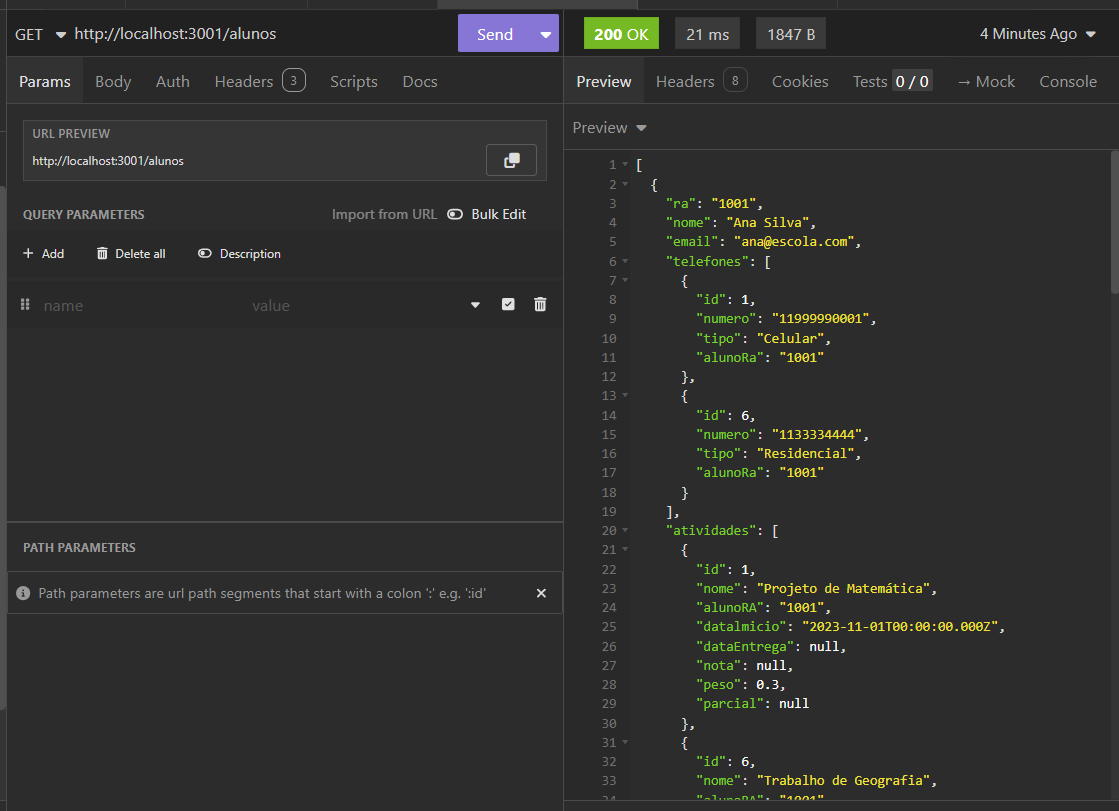 GET http://localhost:3001/alunos Send
Params Body Auth Headers 3 Scripts Docs
URL PREVIEW
http://localhost:3001/alunos
QUERY PARAMETERS Import from URL Bulk Edit
+ Add Delete all Description
name value
PATH PARAMETERS
Path parameters are url path segments that start with a colon ':' e.g. ':id'
200 OK 21 ms 1847 B 4 Minutes Ago
Preview Headers 8 Cookies Tests 0 / 0 → Mock Console
Preview
1 [
2 {
3 "ra": "1001",
4 "nome": "Ana Silva",
5 "email": "ana@escola.com",
6 "telefones": [
7 {
8 "id": 1,
9 "numero": "11999990001",
10 "tipo": "Celular",
11 "alunoRa": "1001"
12 },
13 {
14 "id": 6,
15 "numero": "1133334444",
16 "tipo": "Residencial",
17 "alunoRa": "1001"
18 }
19 ],
20 "atividades": [
21 {
22 "id": 1,
23 "nome": "Projeto de Matemática",
24 "alunoRA": "1001",
25 "datalmicio": "2023-11-01T00:00:00.000Z",
26 "dataEntrega": null,
27 "nota": null,
28 "peso": 0.3,
29 "parcial": null
30 },
31 {
32 "id": 6,
33 "nome": "Trabalho de Geografia",
34 "alunoRA": "1001",